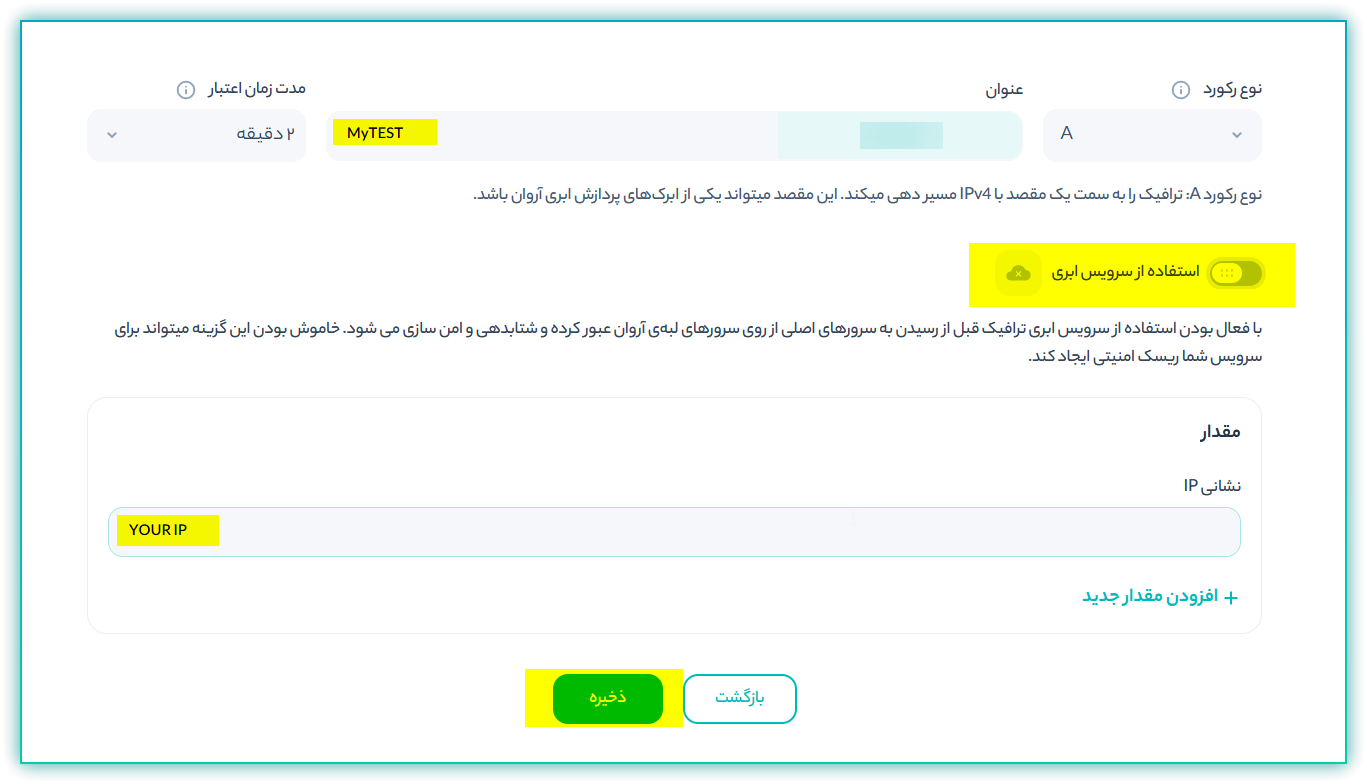 نوع رکورد
A
عنوان
MyTEST
مدت زمان اعتبار
۲ دقیقه
نوع رکورد A: ترافیک را به سمت یک مقصد با IPv4 مسیر دهی میکند. این مقصد میتواند یکی از ابرک‌های پردازش ابری آروان باشد.
استفاده از سرویس ابری
با فعال بودن استفاده از سرویس ابری ترافیک قبل از رسیدن به سرورهای اصلی از روی سرورهای لبه‌ی آروان عبور کرده و شتابدهی و امن سازی می شود. خاموش بودن این گزینه میتواند برای
سرویس شما ریسک امنیتی ایجاد کند.
مقدار
نشانی IP
YOUR IP
+ افزودن مقدار جدید
بازگشت
ذخیره